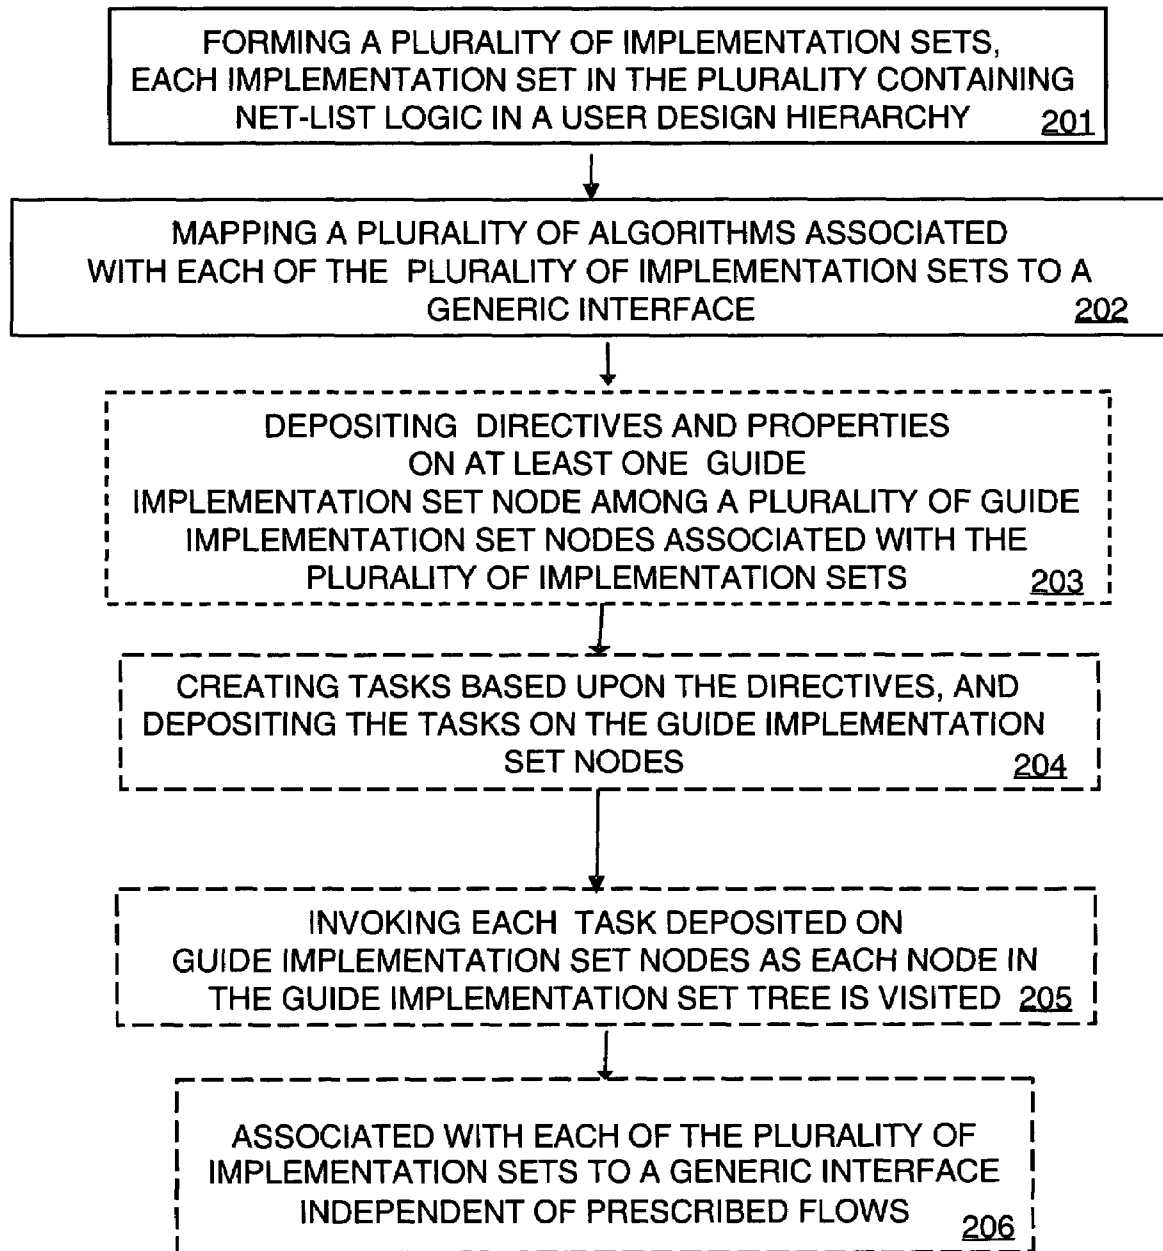 FORMING A PLURALITY OF IMPLEMENTATION SETS,
EACH IMPLEMENTATION SET IN THE PLURALITY CONTAINING
NET-LIST LOGIC IN A USER DESIGN HIERARCHY 201
MAPPING A PLURALITY OF ALGORITHMS ASSOCIATED
WITH EACH OF THE PLURALITY OF IMPLEMENTATION SETS TO A
GENERIC INTERFACE 202
DEPOSITING DIRECTIVES AND PROPERTIES
ON AT LEAST ONE GUIDE
IMPLEMENTATION SET NODE AMONG A PLURALITY OF GUIDE
IMPLEMENTATION SET NODES ASSOCIATED WITH THE
PLURALITY OF IMPLEMENTATION SETS 203
CREATING TASKS BASED UPON THE DIRECTIVES, AND
DEPOSITING THE TASKS ON THE GUIDE IMPLEMENTATION
SET NODES 204
INVOKING EACH TASK DEPOSITED ON
GUIDE IMPLEMENTATION SET NODES AS EACH NODE IN
THE GUIDE IMPLEMENTATION SET TREE IS VISITED 205
ASSOCIATED WITH EACH OF THE PLURALITY OF
IMPLEMENTATION SETS TO A GENERIC INTERFACE
INDEPENDENT OF PRESCRIBED FLOWS 206